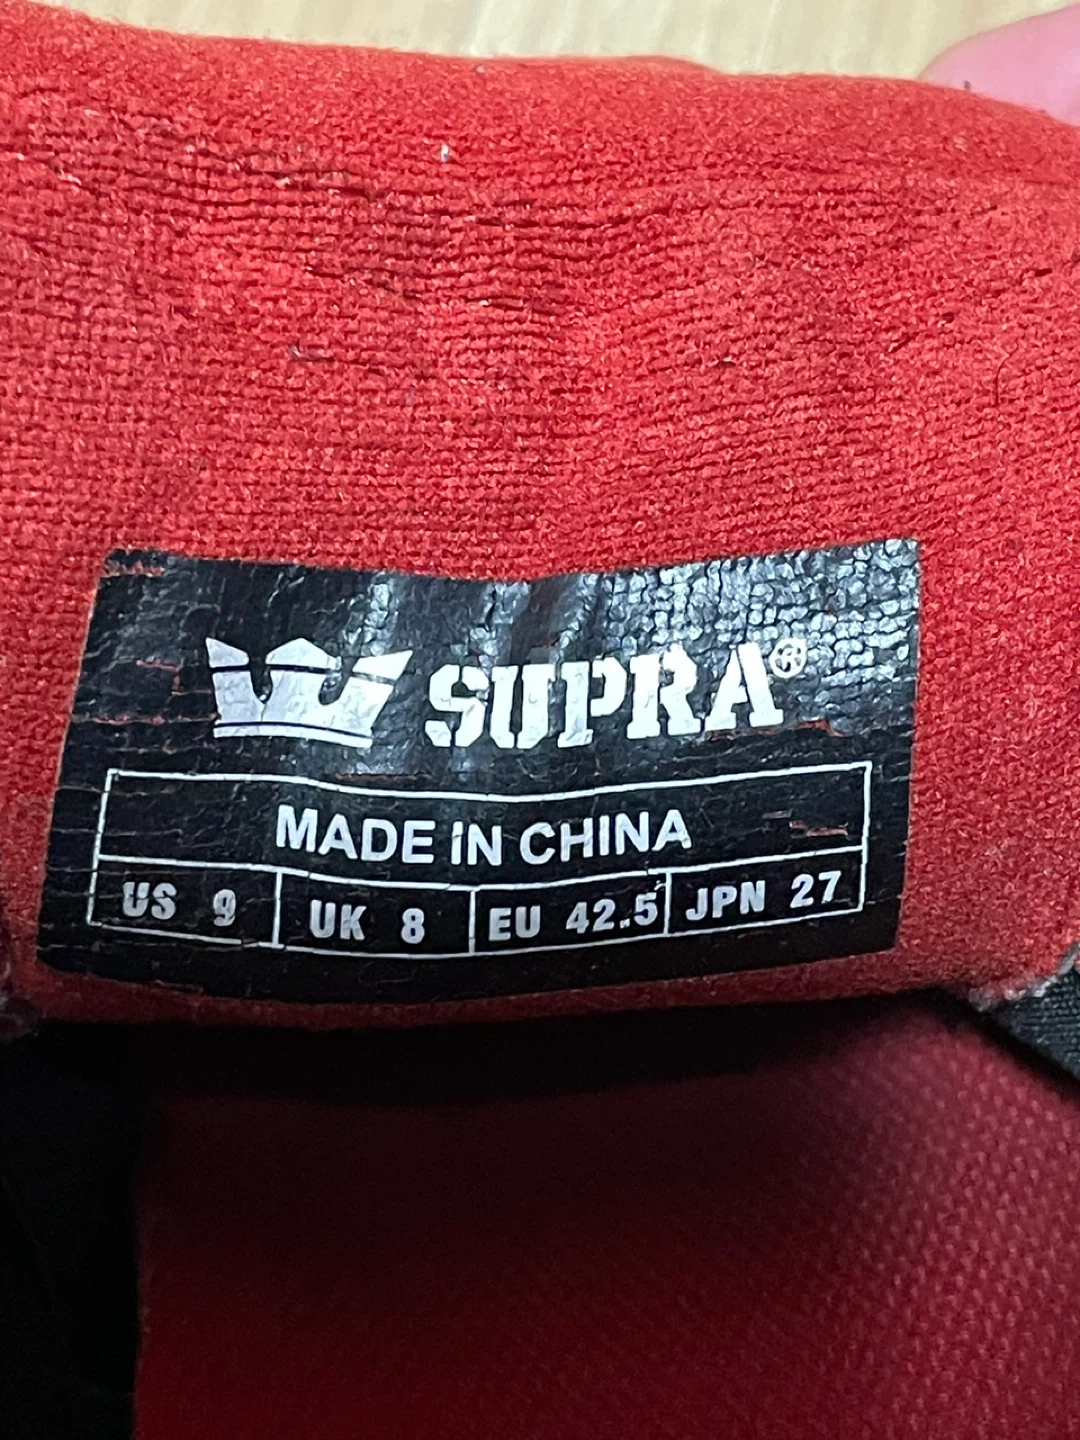 SUPRA®
MADE IN CHINA
US 9 UK 8 EU 42.5 JPN 27